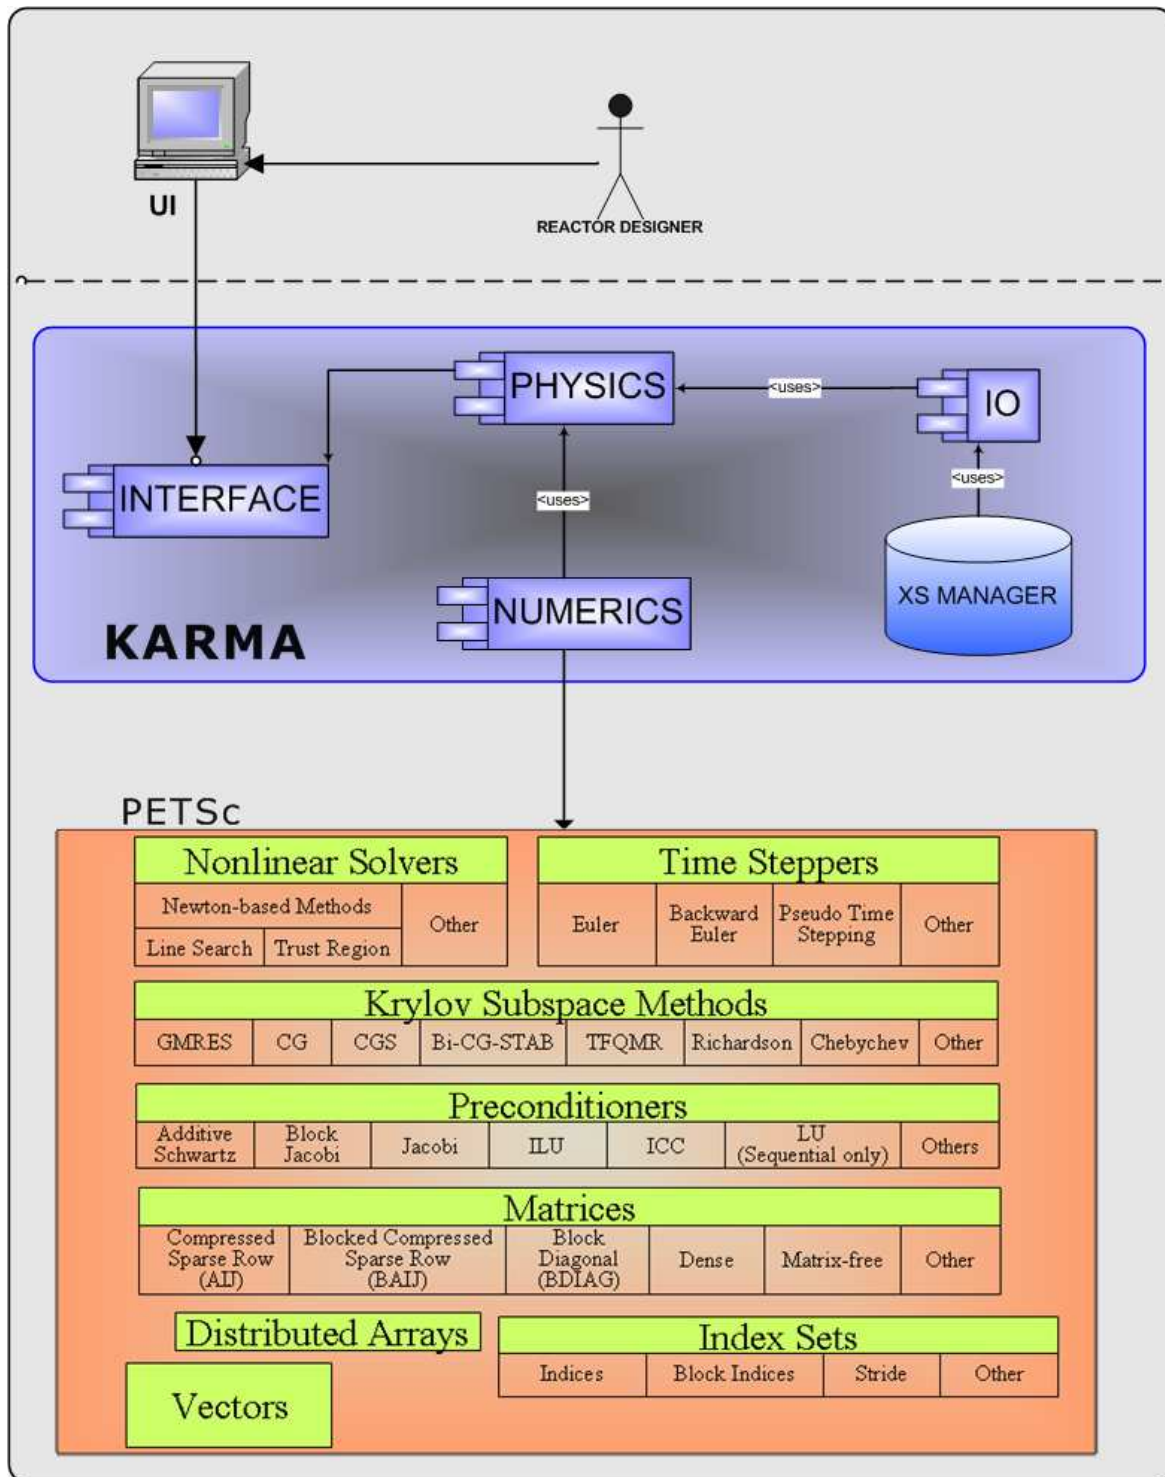 UI
REACTOR DESIGNER
PHYSICS
<uses>
IO
INTERFACE
<uses>
<uses>
NUMERICS
XS MANAGER
KARMA
PETSc
Nonlinear Solvers
Newton-based Methods
Other
Line Search
Trust Region
Time Steppers
Euler
Backward
Euler
Pseudo Time
Stepping
Other
Krylov Subspace Methods
GMRES
CG
CGS
Bi-CG-STAB
TFQMR
Richardson
Chebychev
Other
Preconditioners
Additive
Schwartz
Block
Jacobi
Jacobi
ILU
ICC
LU
(Sequential only)
Others
Matrices
Compressed
Sparse Row
(AIJ)
Blocked Compressed
Sparse Row
(BAIJ)
Block
Diagonal
(BDIAG)
Dense
Matrix-free
Other
Distributed Arrays
Index Sets
Indices
Block Indices
Stride
Other
Vectors